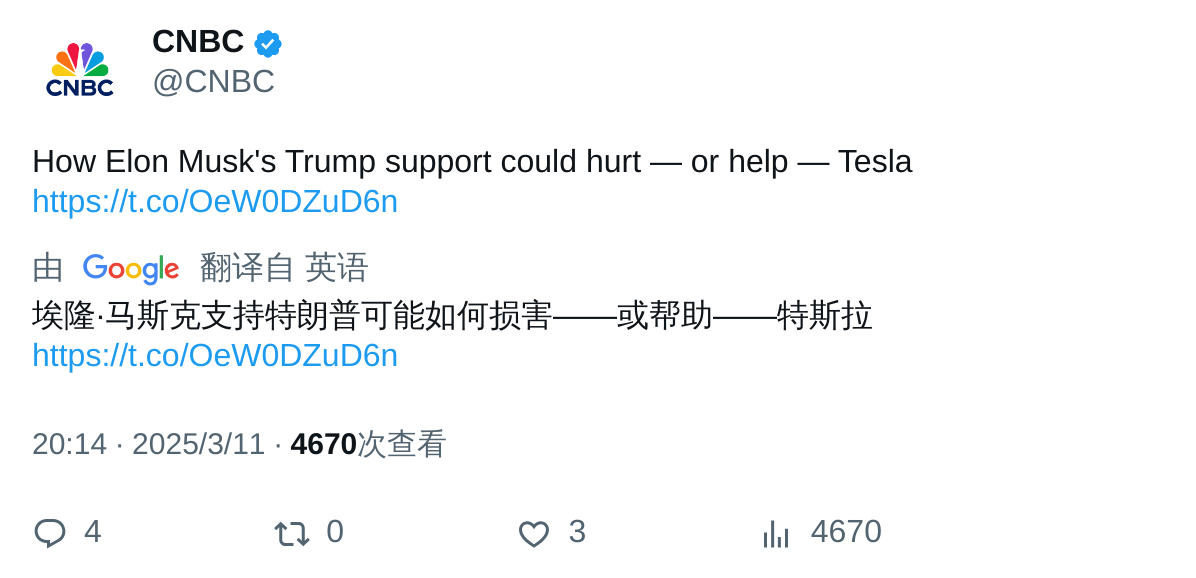 CNBC
CNBC
@CNBC
How Elon Musk's Trump support could hurt — or help — Tesla
https://t.co/OeW0DZuD6n
由 Google 翻译自 英语
埃隆·马斯克支持特朗普可能如何损害——或帮助——特斯拉
https://t.co/OeW0DZuD6n
20:14 · 2025/3/11 · 4670次查看
4 0 3 4670